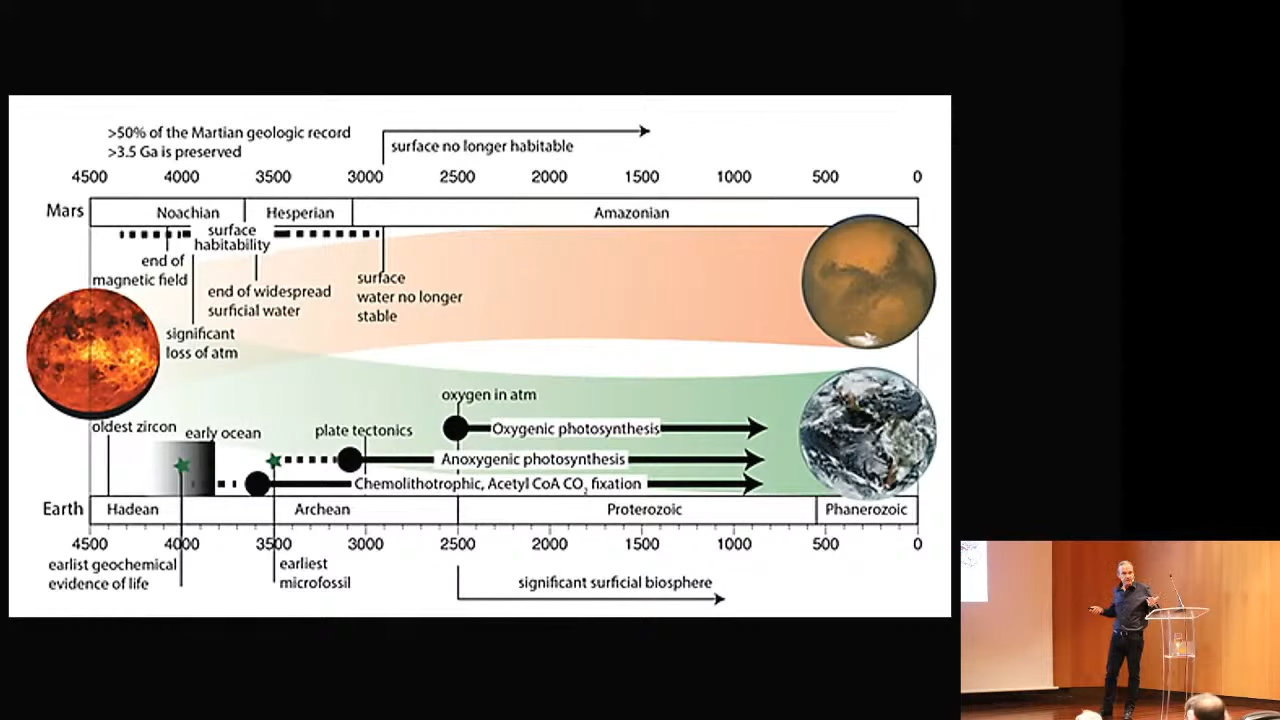 >50% of the Martian geologic record
>3.5 Ga is preserved
surface no longer habitable
4500 4000 3500 3000 2500 2000 1500 1000 500 0
Mars
Noachian Hesperian Amazonian
surface
habitability
end of
magnetic field
end of widespread
surficial water
surface
water no longer
stable
significant
loss of atm
oxygen in atm
oldest zircon
early ocean
plate tectonics
Oxygenic photosynthesis
Anoxygenic photosynthesis
Chemolithotrophic, Acetyl CoA CO₂ fixation
Earth
Hadean Archean Proterozoic Phanerozoic
4500 4000 3500 3000 2500 2000 1500 1000 500 0
earlist geochemical
evidence of life
earliest
microfossil
significant surficial biosphere